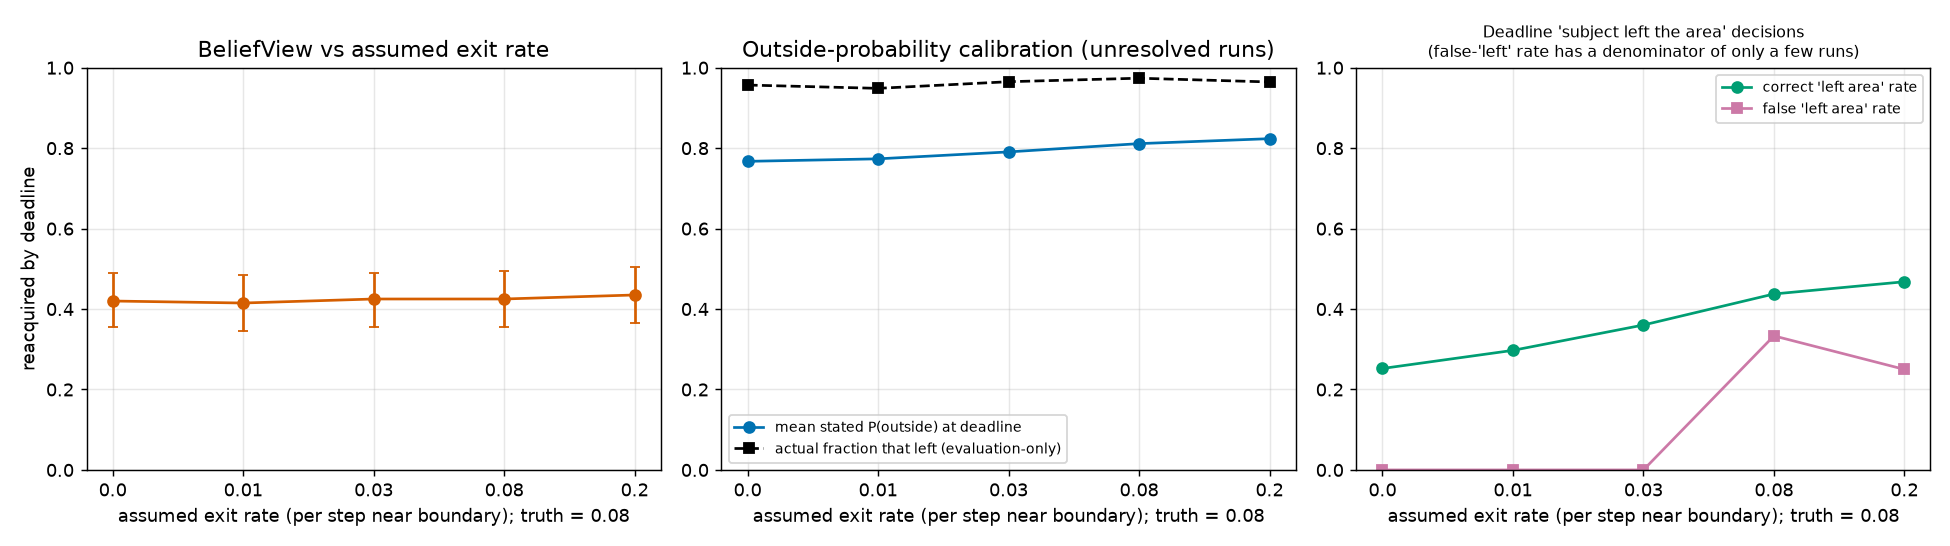 BeliefView vs assumed exit rate
reacquired by deadline
1.0
0.8
0.6
0.4
0.2
0.0
0.0 0.01 0.03 0.08 0.2
assumed exit rate (per step near boundary); truth = 0.08
Outside-probability calibration (unresolved runs)
1.0
0.8
0.6
0.4
0.2
0.0
mean stated P(outside) at deadline
actual fraction that left (evaluation-only)
0.0 0.01 0.03 0.08 0.2
assumed exit rate (per step near boundary); truth = 0.08
Deadline 'subject left the area' decisions
(false-'left' rate has a denominator of only a few runs)
1.0
0.8
0.6
0.4
0.2
0.0
correct 'left area' rate
false 'left area' rate
0.0 0.01 0.03 0.08 0.2
assumed exit rate (per step near boundary); truth = 0.08